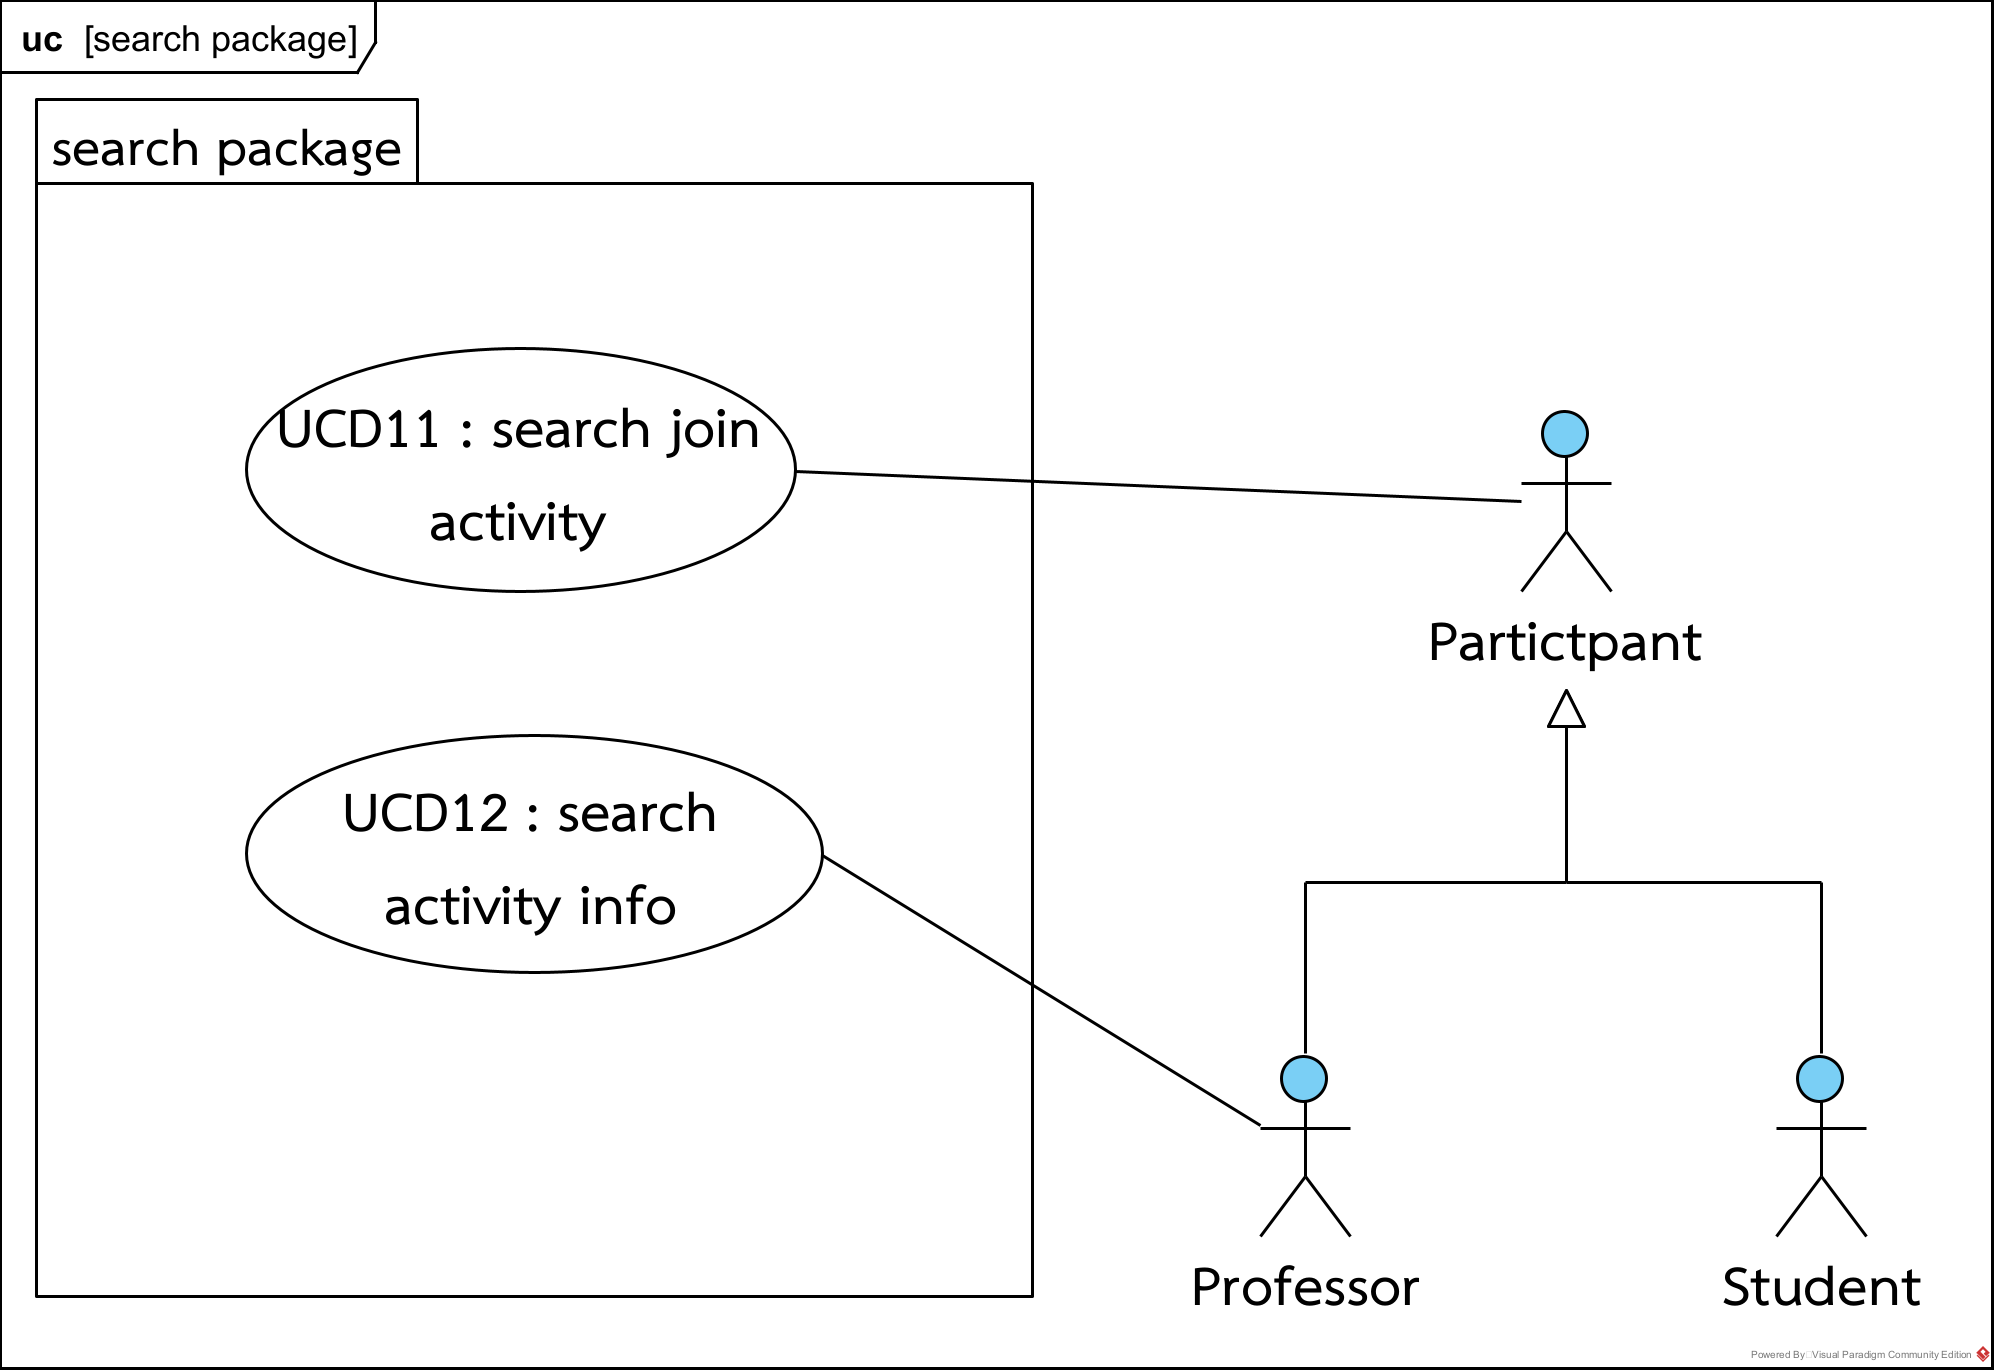 uc [search package]
search package
UCD11 : search join
activity
Partictpant
UCD12 : search
activity info
Professor
Student
Powered By Visual Paradigm Community Edition